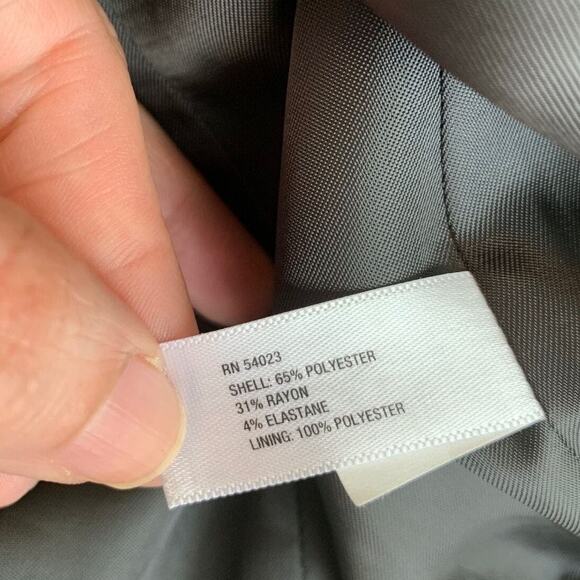 RN 54023
SHELL: 65% POLYESTER
31% RAYON
4% ELASTANE
LINING: 100% POLYESTER